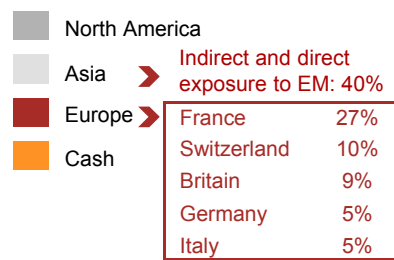 North America
Asia
Indirect and direct
exposure to EM: 40%
Europe
France 27%
Switzerland 10%
Britain 9%
Germany 5%
Italy 5%
Cash